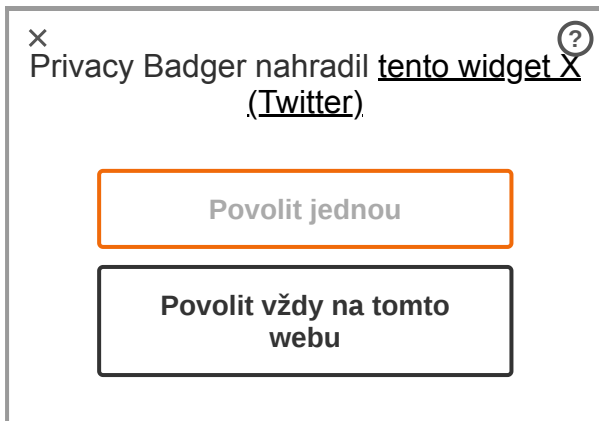 ×
?
Privacy Badger nahradil tento widget X
(Twitter)
Povolit jednou
Povolit vždy na tomto
webu